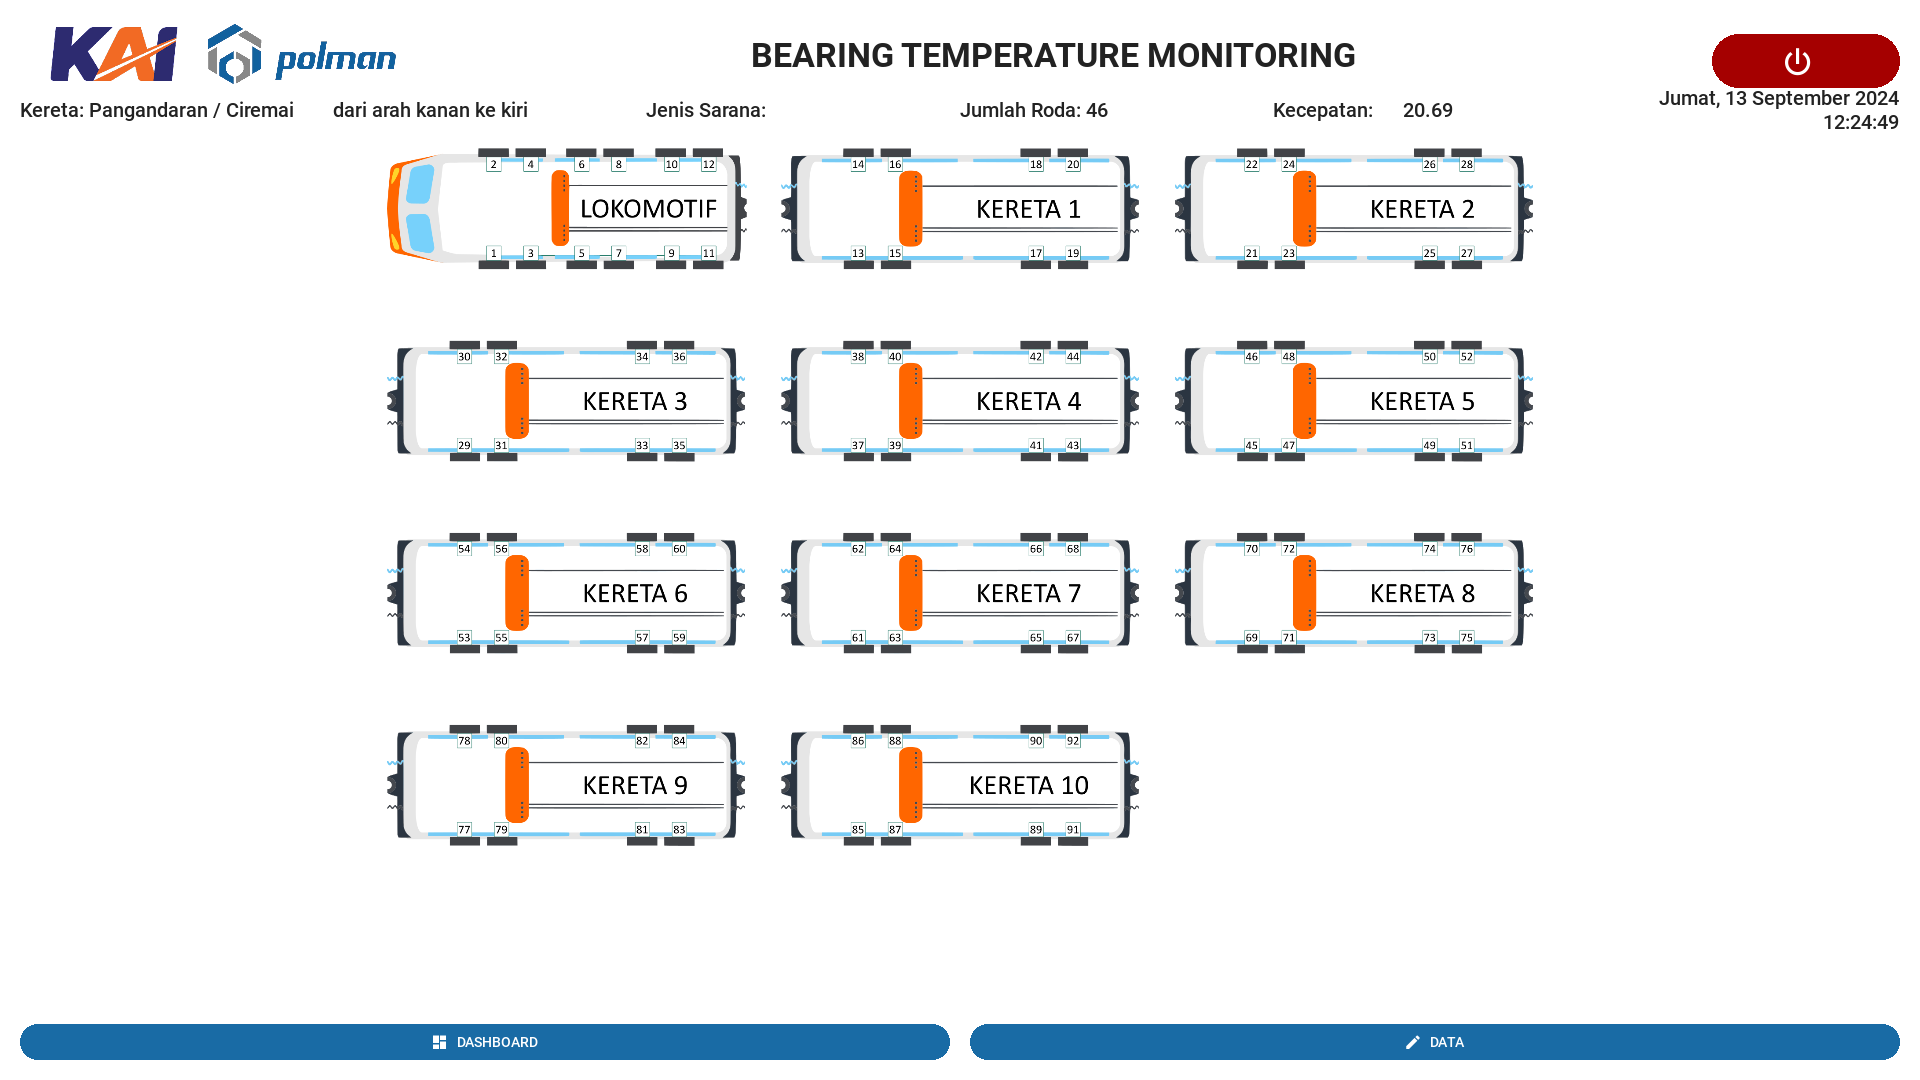 KAI polman BEARING TEMPERATURE MONITORING
Kereta: Pangandaran / Ciremai dari arah kanan ke kiri Jenis Sarana: Jumlah Roda: 46 Kecepatan: 20.69 Jumat, 13 September 2024
12:24:49
2 4 6 8 10 12 14 16 18 20 22 24 26 28
LOKOMOTIF KERETA 1 KERETA 2
1 3 5 7 9 11 13 15 17 19 21 23 25 27
30 32 34 36 38 40 42 44 46 48 50 52
KERETA 3 KERETA 4 KERETA 5
29 31 33 35 37 39 41 43 45 47 49 51
54 56 58 60 62 64 66 68 70 72 74 76
KERETA 6 KERETA 7 KERETA 8
53 55 57 59 61 63 65 67 69 71 73 75
78 80 82 84 86 88 90 92
KERETA 9 KERETA 10
77 79 81 83 85 87 89 91
DASHBOARD DATA